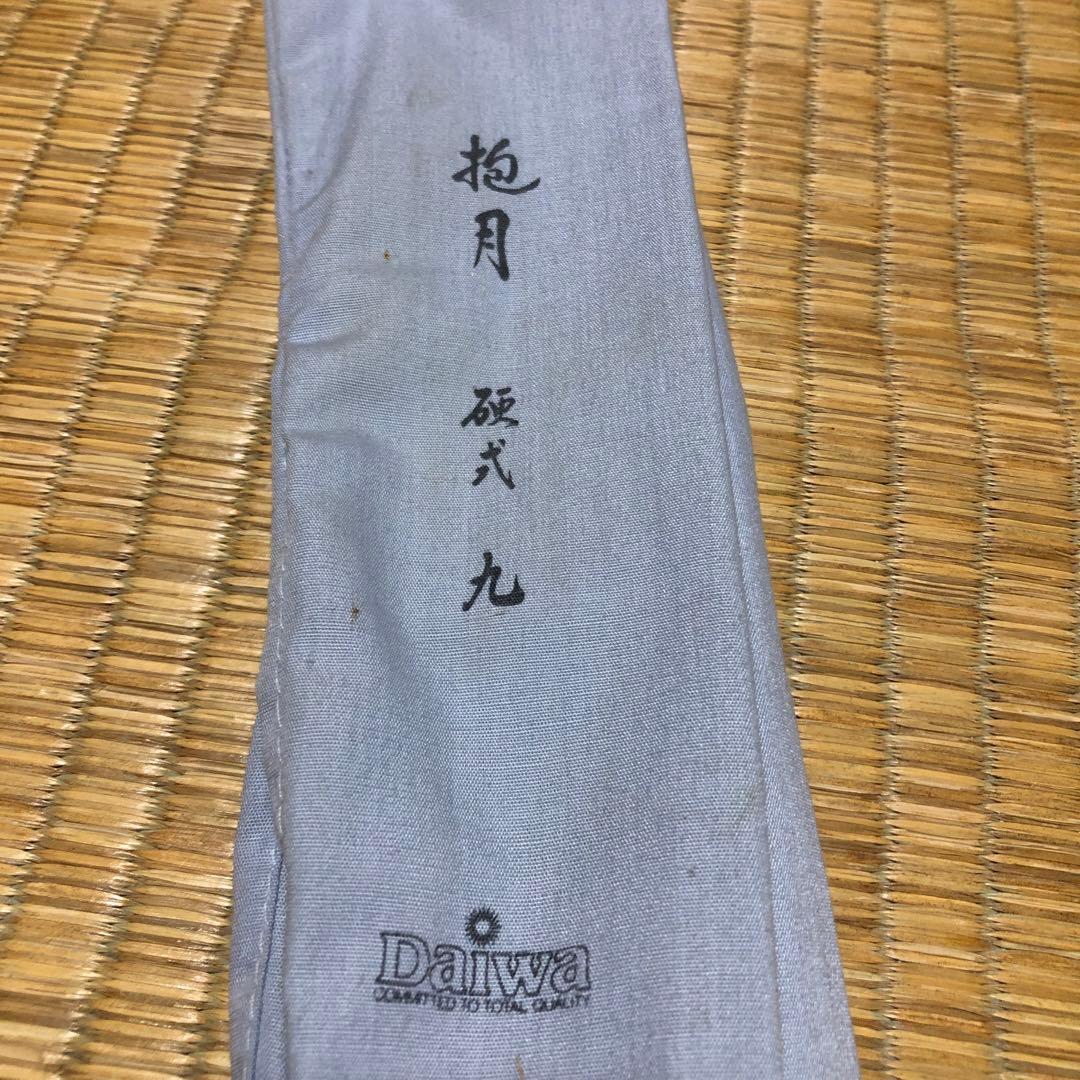 抱月
硬式
九
Daiwa
COMMITTED TO TOTAL QUALITY